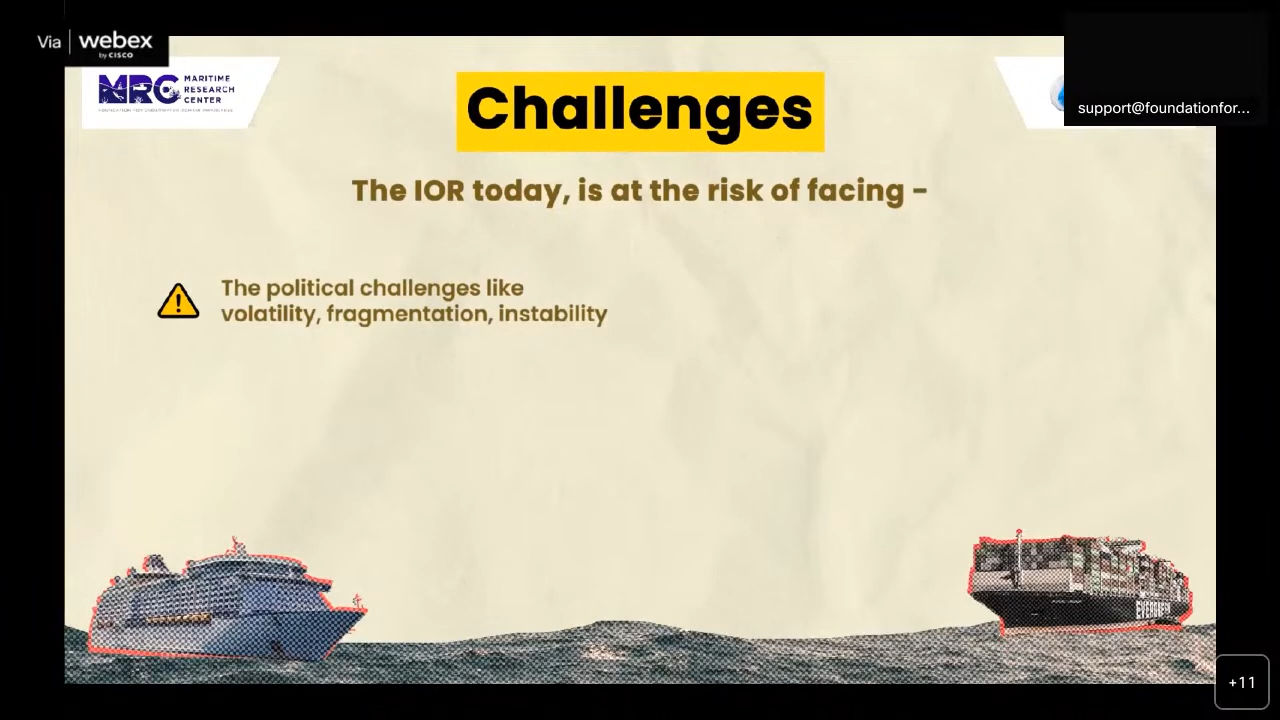 Via webex
by CISCO
MRC MARITIME
RESEARCH
CENTER
Challenges
support@foundationfor...
The IOR today, is at the risk of facing -
The political challenges like
volatility, fragmentation, instability
EVERGREEN
+11